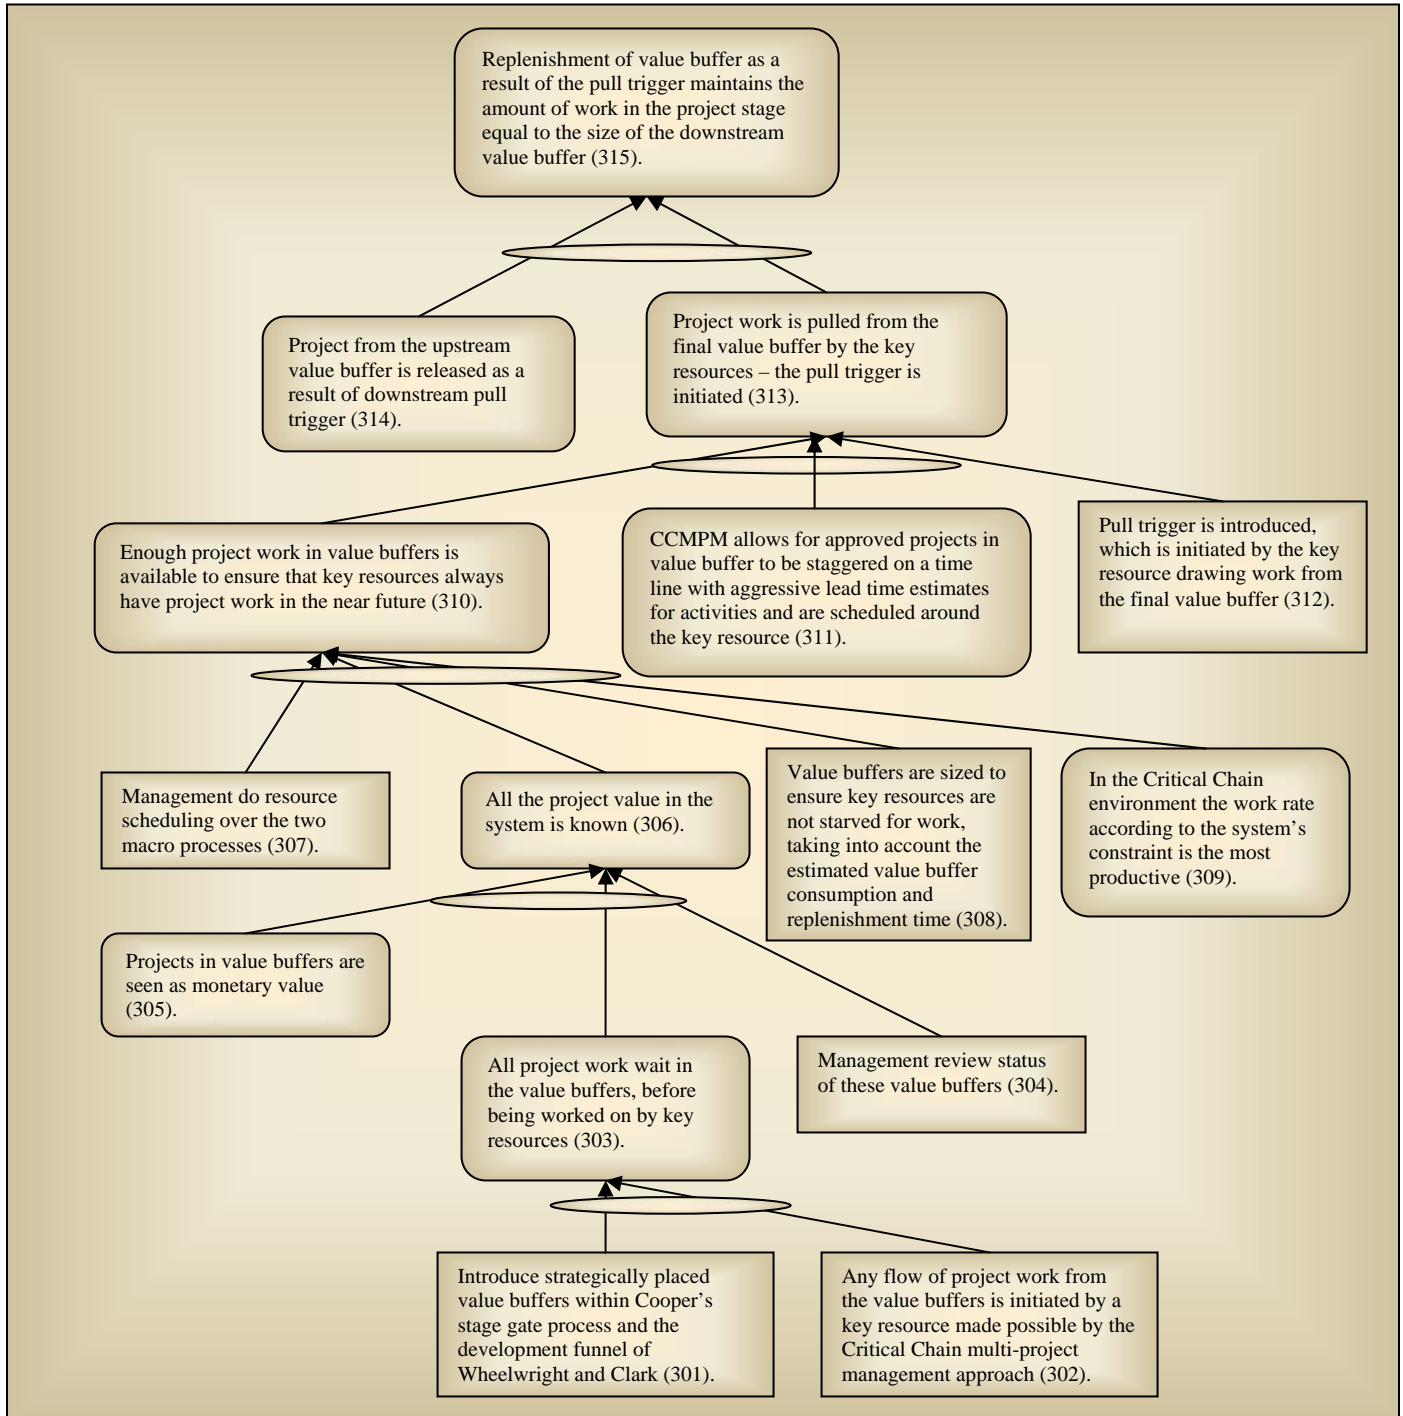 Replenishment of value buffer as a
result of the pull trigger maintains the
amount of work in the project stage
equal to the size of the downstream
value buffer (315).
Project from the upstream
value buffer is released as a
result of downstream pull
trigger (314).
Project work is pulled from the
final value buffer by the key
resources – the pull trigger is
initiated (313).
Enough project work in value buffers is
available to ensure that key resources always
have project work in the near future (310).
CCMPM allows for approved projects in
value buffer to be staggered on a time
line with aggressive lead time estimates
for activities and are scheduled around
the key resource (311).
Pull trigger is introduced,
which is initiated by the key
resource drawing work from
the final value buffer (312).
Management do resource
scheduling over the two
macro processes (307).
All the project value in the
system is known (306).
Value buffers are sized to
ensure key resources are
not starved for work,
taking into account the
estimated value buffer
consumption and
replenishment time (308).
In the Critical Chain
environment the work rate
according to the system’s
constraint is the most
productive (309).
Projects in value buffers are
seen as monetary value
(305).
All project work wait in
the value buffers, before
being worked on by key
resources (303).
Management review status
of these value buffers (304).
Introduce strategically placed
value buffers within Cooper’s
stage gate process and the
development funnel of
Wheelwright and Clark (301).
Any flow of project work from
the value buffers is initiated by a
key resource made possible by the
Critical Chain multi-project
management approach (302).